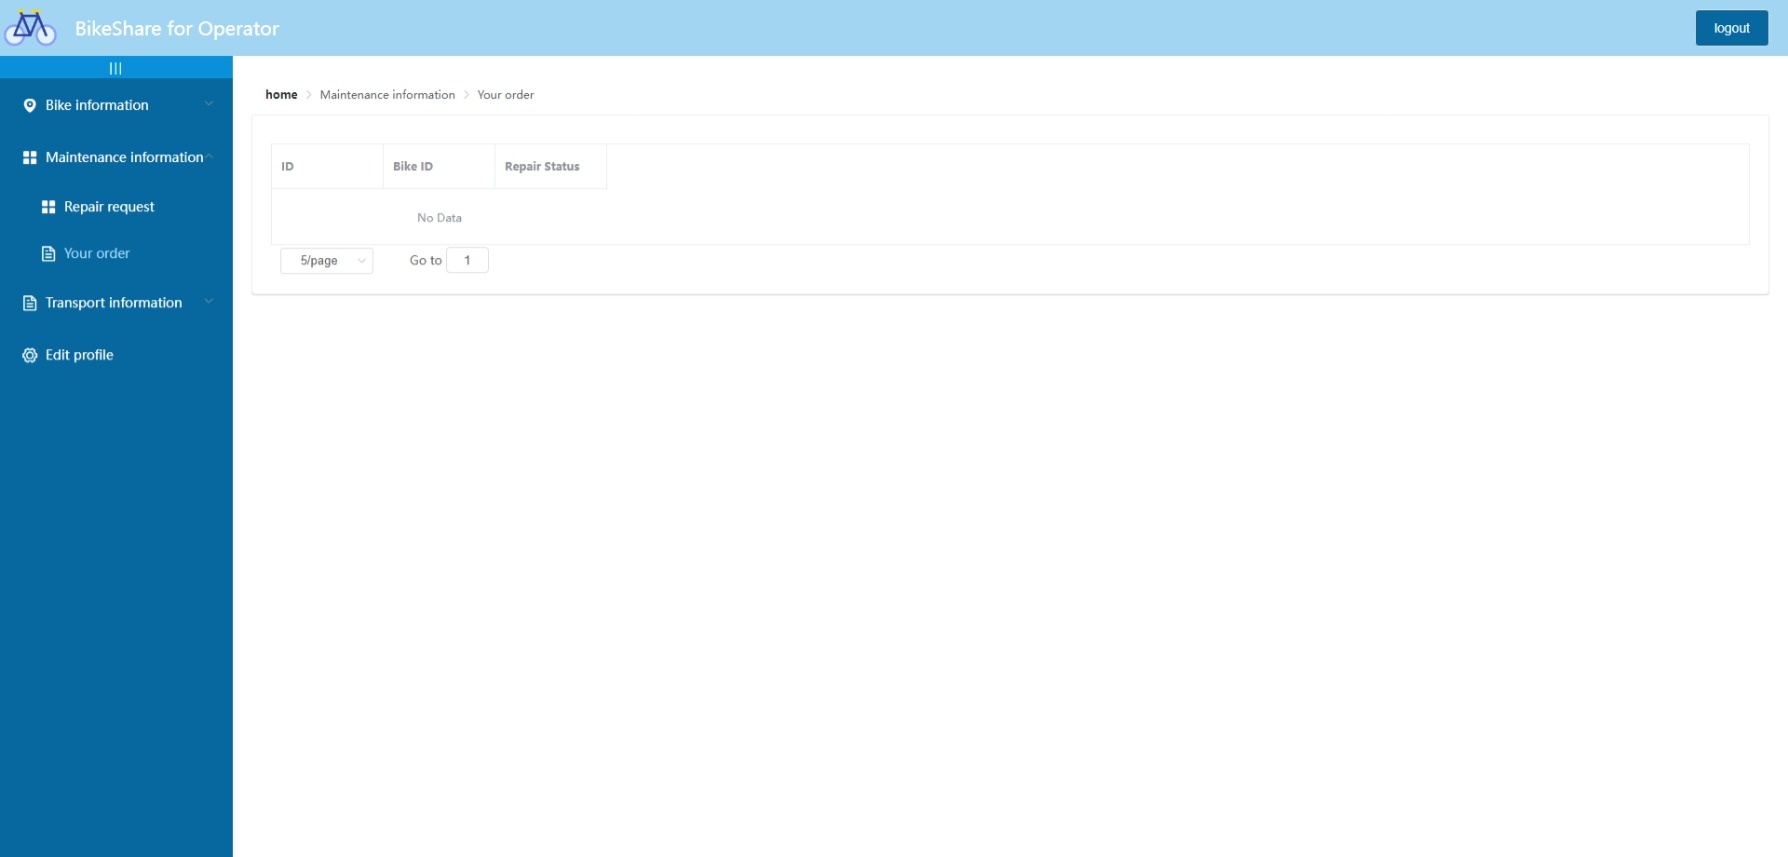 BikeShare for Operator
logout
Bike information
Maintenance information
Repair request
Your order
Transport information
Edit profile
home > Maintenance information > Your order
ID Bike ID Repair Status
No Data
5/page Go to 1